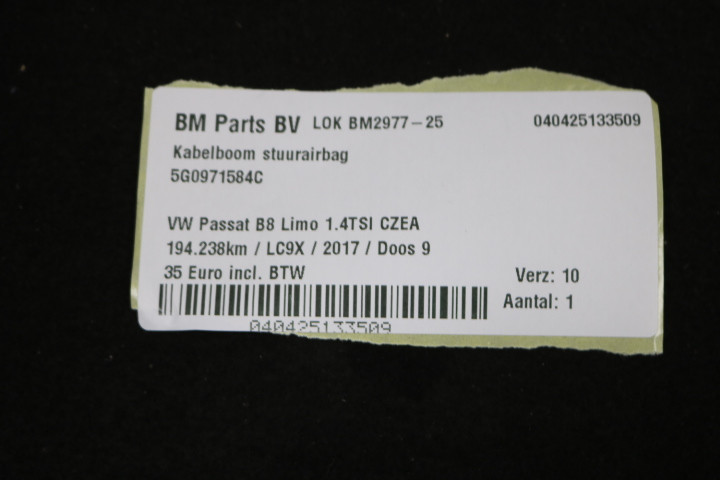 BM Parts BV LOK BM2977-25 040425133509
Kabelboom stuurairbag
5G0971584C
VW Passat B8 Limo 1.4TSI CZEA
194.238km / LC9X / 2017 / Doos 9
35 Euro incl. BTW Verz: 10
Aantal: 1
040425133509